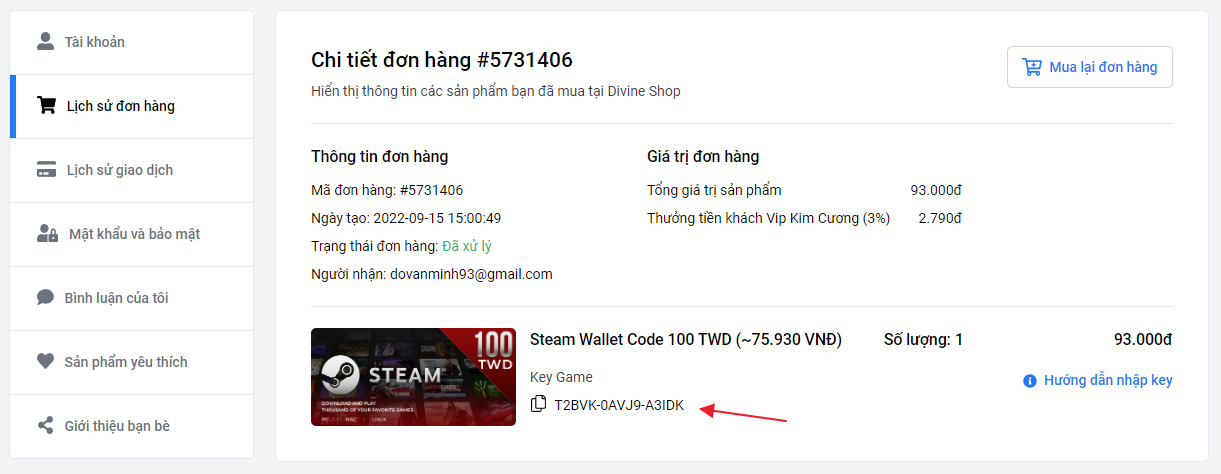 Tài khoản
Lịch sử đơn hàng
Lịch sử giao dịch
Mật khẩu và bảo mật
Bình luận của tôi
Sản phẩm yêu thích
Giới thiệu bạn bè
Chi tiết đơn hàng #5731406
Hiển thị thông tin các sản phẩm bạn đã mua tại Divine Shop
Mua lại đơn hàng
Thông tin đơn hàng
Mã đơn hàng: #5731406
Ngày tạo: 2022-09-15 15:00:49
Trạng thái đơn hàng: Đã xử lý
Người nhận: dovanminh93@gmail.com
Giá trị đơn hàng
Tổng giá trị sản phẩm 93.000đ
Thưởng tiền khách Vip Kim Cương (3%) 2.790đ
100
TWD
STEAM
DOWNLOAD AND PLAY
THOUSAND OF YOUR FAVORITE GAMES
PC MAC LINUX
Steam Wallet Code 100 TWD (~75.930 VNĐ) Số lượng: 1 93.000đ
Key Game
Hướng dẫn nhập key
T2BVK-0AVJ9-A3IDK